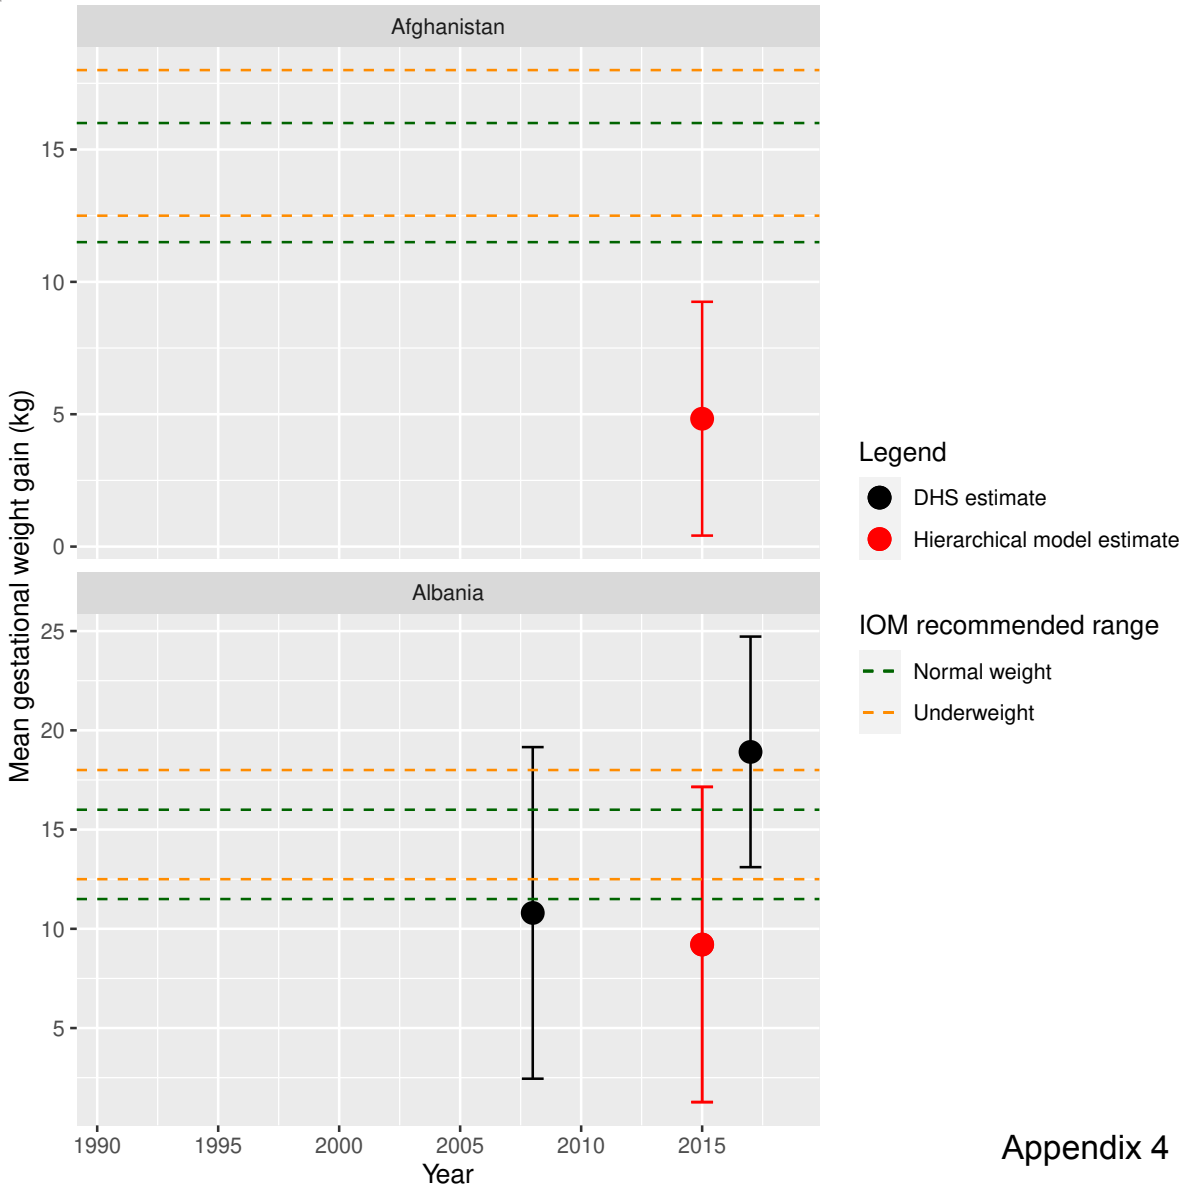 Afghanistan
15
10
5
0
Mean gestational weight gain (kg)
Albania
25
20
15
10
5
1990 1995 2000 2005 2010 2015
Year
Legend
DHS estimate
Hierarchical model estimate
IOM recommended range
Normal weight
Underweight
Appendix 4